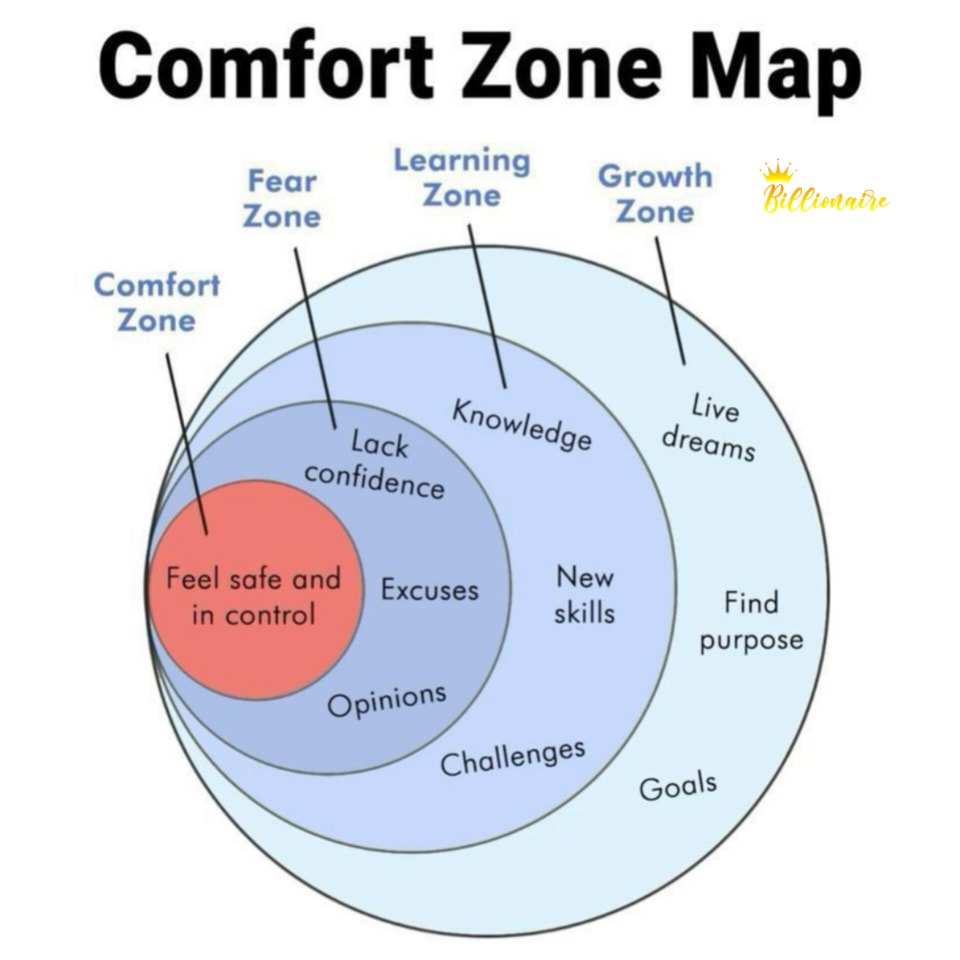 Comfort Zone Map
Comfort
Zone
Fear
Zone
Learning
Zone
Growth
Zone
Billionaire
Feel safe and
in control
Lack
confidence
Excuses
Opinions
Knowledge
New
skills
Challenges
Live
dreams
Find
purpose
Goals